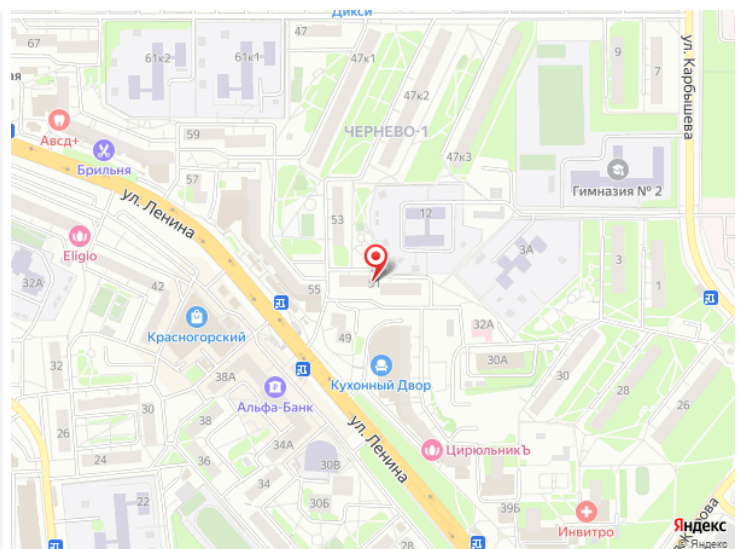 Дикси
67
61к2
61к1
47
47к1
9
7
ул. Карбышева
ая
47к2
Авсд+
59
ЧЕРНЕВО-1
Брильня
47к3
Гимназия № 2
57
ул. Ленина
53
12
3А
3
Eligio
32А
42
55
51
1
Красногорский
49
32А
32
38А
30А
Кухонный Двор
30
28
Альфа-Банк
30
38
26
26
34А
ул. Ленина
ЦирюльникЪ
24
36
30В
30Б
39Б
Инвитро
Яндекс
© Яндекс